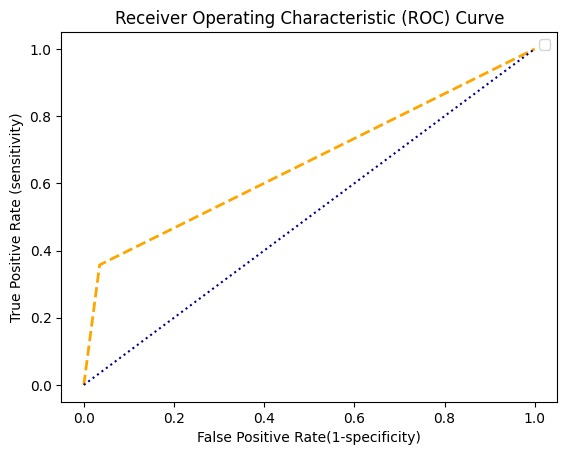 Receiver Operating Characteristic (ROC) Curve
1.0
0.8
0.6
0.4
0.2
0.0
True Positive Rate (sensitivity)
0.0 0.2 0.4 0.6 0.8 1.0
False Positive Rate(1-specificity)